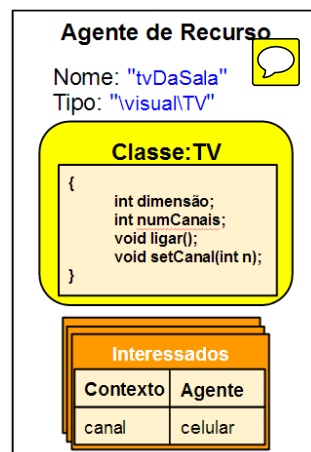 Agente de Recurso
Nome: "tvDaSala"
Tipo: "\visual\TV"
Classe:TV
{
int dimensão;
int numCanais;
void ligar();
void setCanal(int n);
}
Interessados
Contexto Agente
canal celular